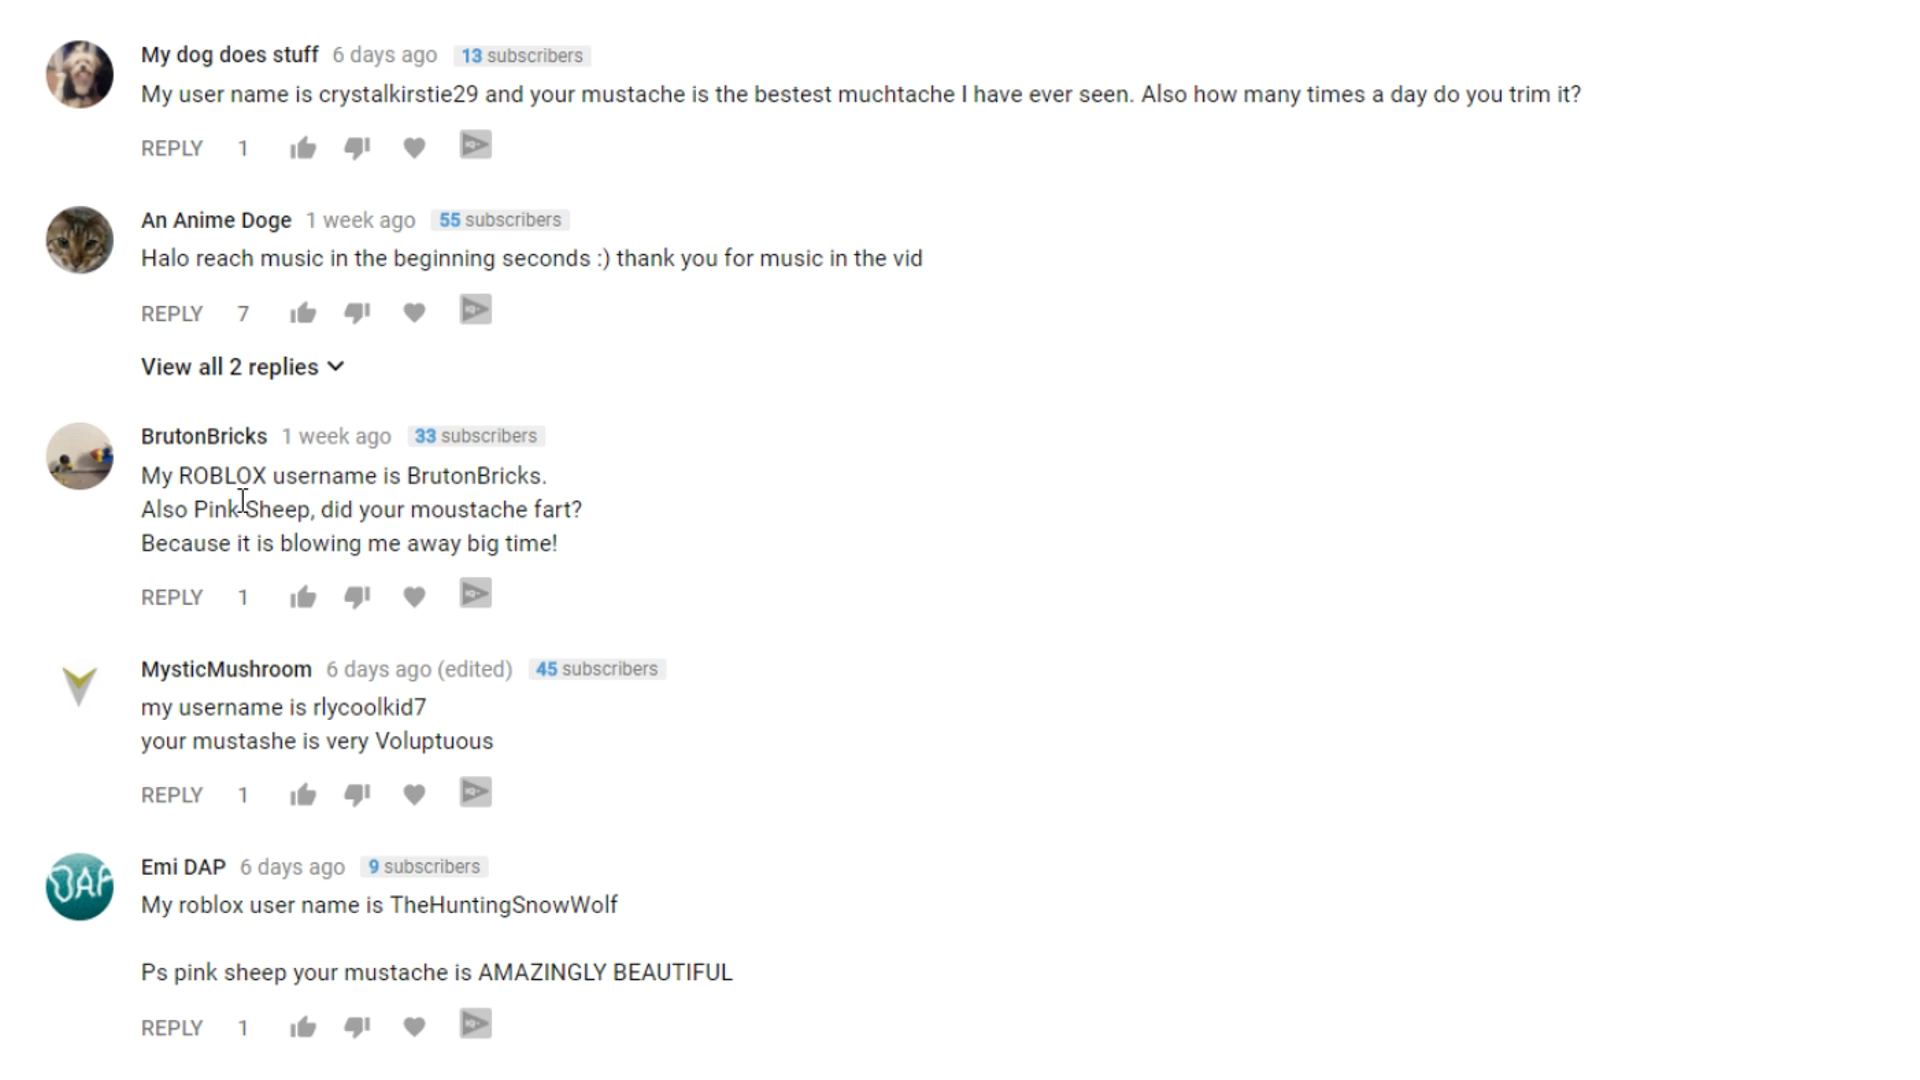 My dog does stuff 6 days ago 13 subscribers
My user name is crystalkirstie29 and your mustache is the bestest muchtache I have ever seen. Also how many times a day do you trim it?
REPLY 1
An Anime Doge 1 week ago 55 subscribers
Halo reach music in the beginning seconds :) thank you for music in the vid
REPLY 7
View all 2 replies
BrutonBricks 1 week ago 33 subscribers
My ROBLOX username is BrutonBricks.
Also Pink Sheep, did your moustache fart?
Because it is blowing me away big time!
REPLY 1
MysticMushroom 6 days ago (edited) 45 subscribers
my username is rlycoolkid7
your mustashe is very Voluptuous
REPLY 1
DAP
Emi DAP 6 days ago 9 subscribers
My roblox user name is TheHuntingSnowWolf
Ps pink sheep your mustache is AMAZINGLY BEAUTIFUL
REPLY 1